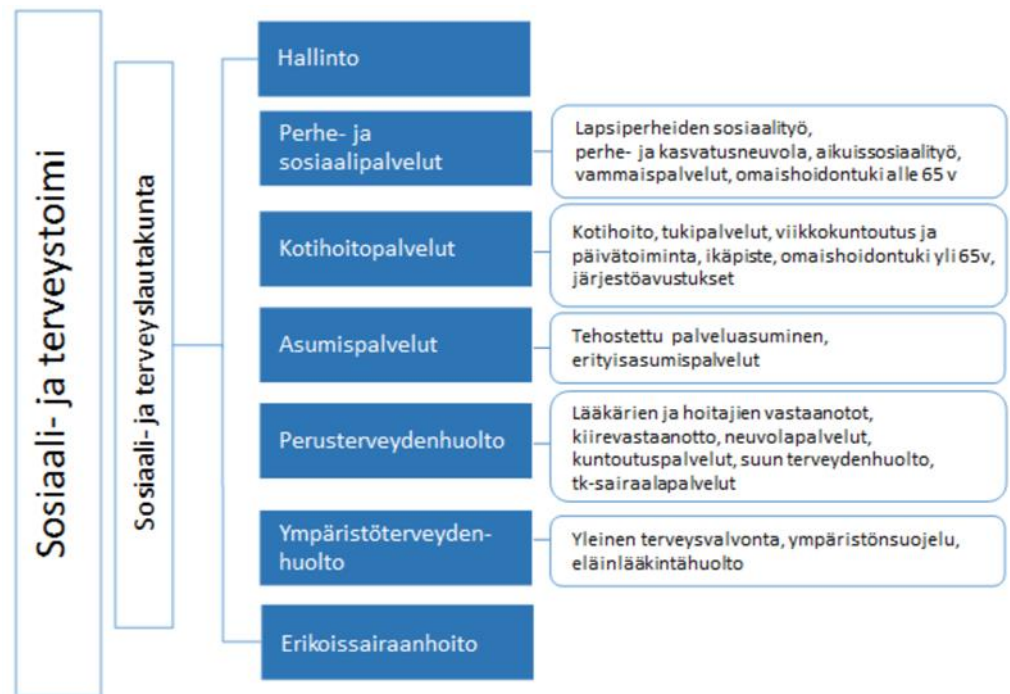 Sosiaali- ja terveystoimi
Sosiaali- ja terveyslautakunta
Hallinto
Perhe- ja
sosiaalipalvelut
Lapsiperheiden sosiaalityö,
perhe- ja kasvatusneuvola, aikuissosiaalityö,
vammaispalvelut, omaishoidontuki alle 65 v
Kotihoitopalvelut
Kotihoito, tukipalvelut, viikkokuntoutus ja
päivätoiminta, ikäpiste, omaishoidontuki yli 65v,
järjestöavustukset
Asumispalvelut
Tehostettu palveluasuminen,
erityisasumispalvelut
Perusterveydenhuolto
Lääkärien ja hoitajien vastaanotot,
kiirevastaanotto, neuvolapalvelut,
kuntoutuspalvelut, suun terveydenhuolto,
tk-sairaalapalvelut
Ympäristöterveyden-
huolto
Yleinen terveysvalvonta, ympäristönsuojelu,
eläinlääkintähuolto
Erikoissairaanhoito